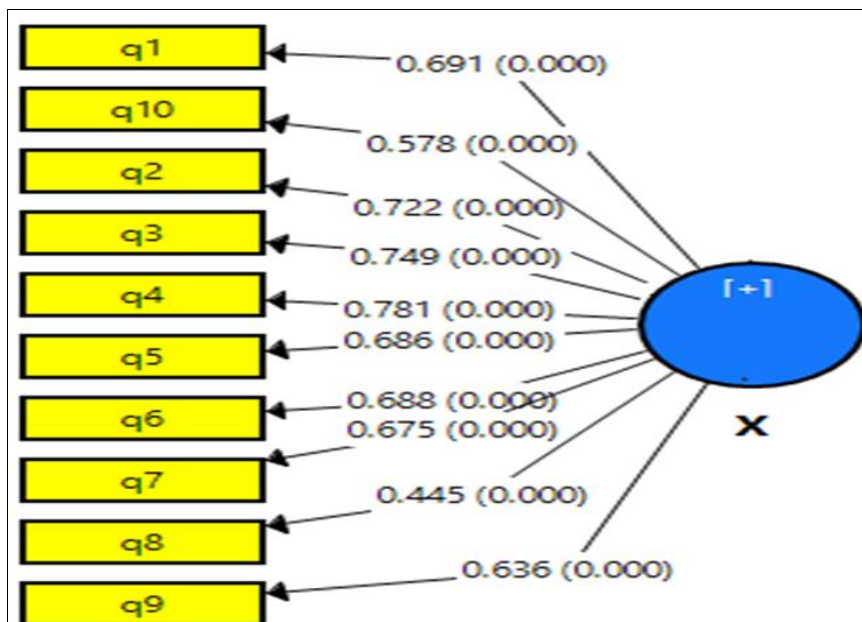 q1
0.691 (0.000)
q10
0.578 (0.000)
q2
0.722 (0.000)
q3
0.749 (0.000)
q4
0.781 (0.000)
q5
0.686 (0.000)
q6
0.688 (0.000)
q7
0.675 (0.000)
q8
0.445 (0.000)
q9
0.636 (0.000)
[+]
X